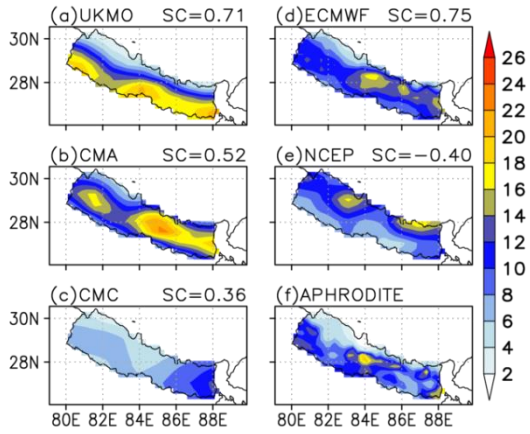 (a)UKMO SC=0.71
(d)ECMWF SC=0.75
30N
28N
(b)CMA SC=0.52
(e)NCEP SC=−0.40
30N
28N
(c)CMC SC=0.36
(f)APHRODITE
30N
28N
80E 82E 84E 86E 88E
80E 82E 84E 86E 88E
26
24
22
20
18
16
14
12
10
8
6
4
2